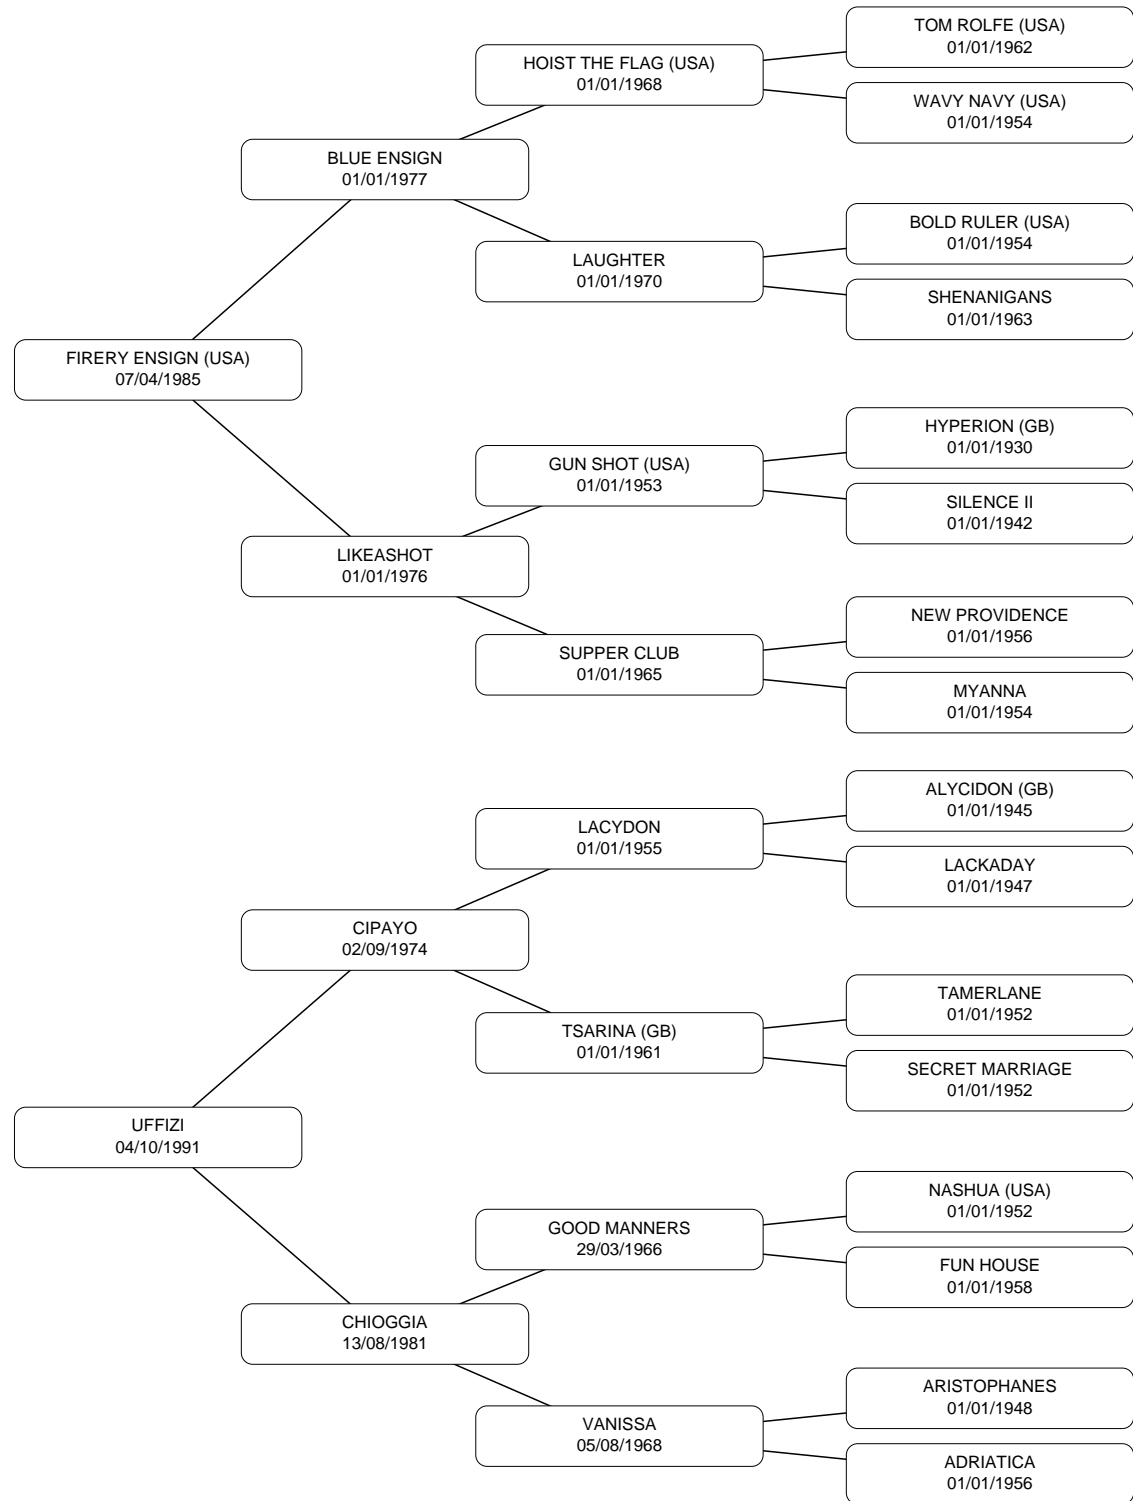 TOM ROLFE (USA)
01/01/1962
HOIST THE FLAG (USA)
01/01/1968
WAVY NAVY (USA)
01/01/1954
BLUE ENSIGN
01/01/1977
BOLD RULER (USA)
01/01/1954
LAUGHTER
01/01/1970
SHENANIGANS
01/01/1963
FIRERY ENSIGN (USA)
07/04/1985
HYPERION (GB)
01/01/1930
GUN SHOT (USA)
01/01/1953
SILENCE II
01/01/1942
LIKEASHOT
01/01/1976
NEW PROVIDENCE
01/01/1956
SUPPER CLUB
01/01/1965
MYANNA
01/01/1954
ALYCIDON (GB)
01/01/1945
LACYDON
01/01/1955
LACKADAY
01/01/1947
CIPAYO
02/09/1974
TAMERLANE
01/01/1952
TSARINA (GB)
01/01/1961
SECRET MARRIAGE
01/01/1952
UFFIZI
04/10/1991
NASHUA (USA)
01/01/1952
GOOD MANNERS
29/03/1966
FUN HOUSE
01/01/1958
CHIOGGIA
13/08/1981
ARISTOPHANES
01/01/1948
VANISSA
05/08/1968
ADRIATICA
01/01/1956